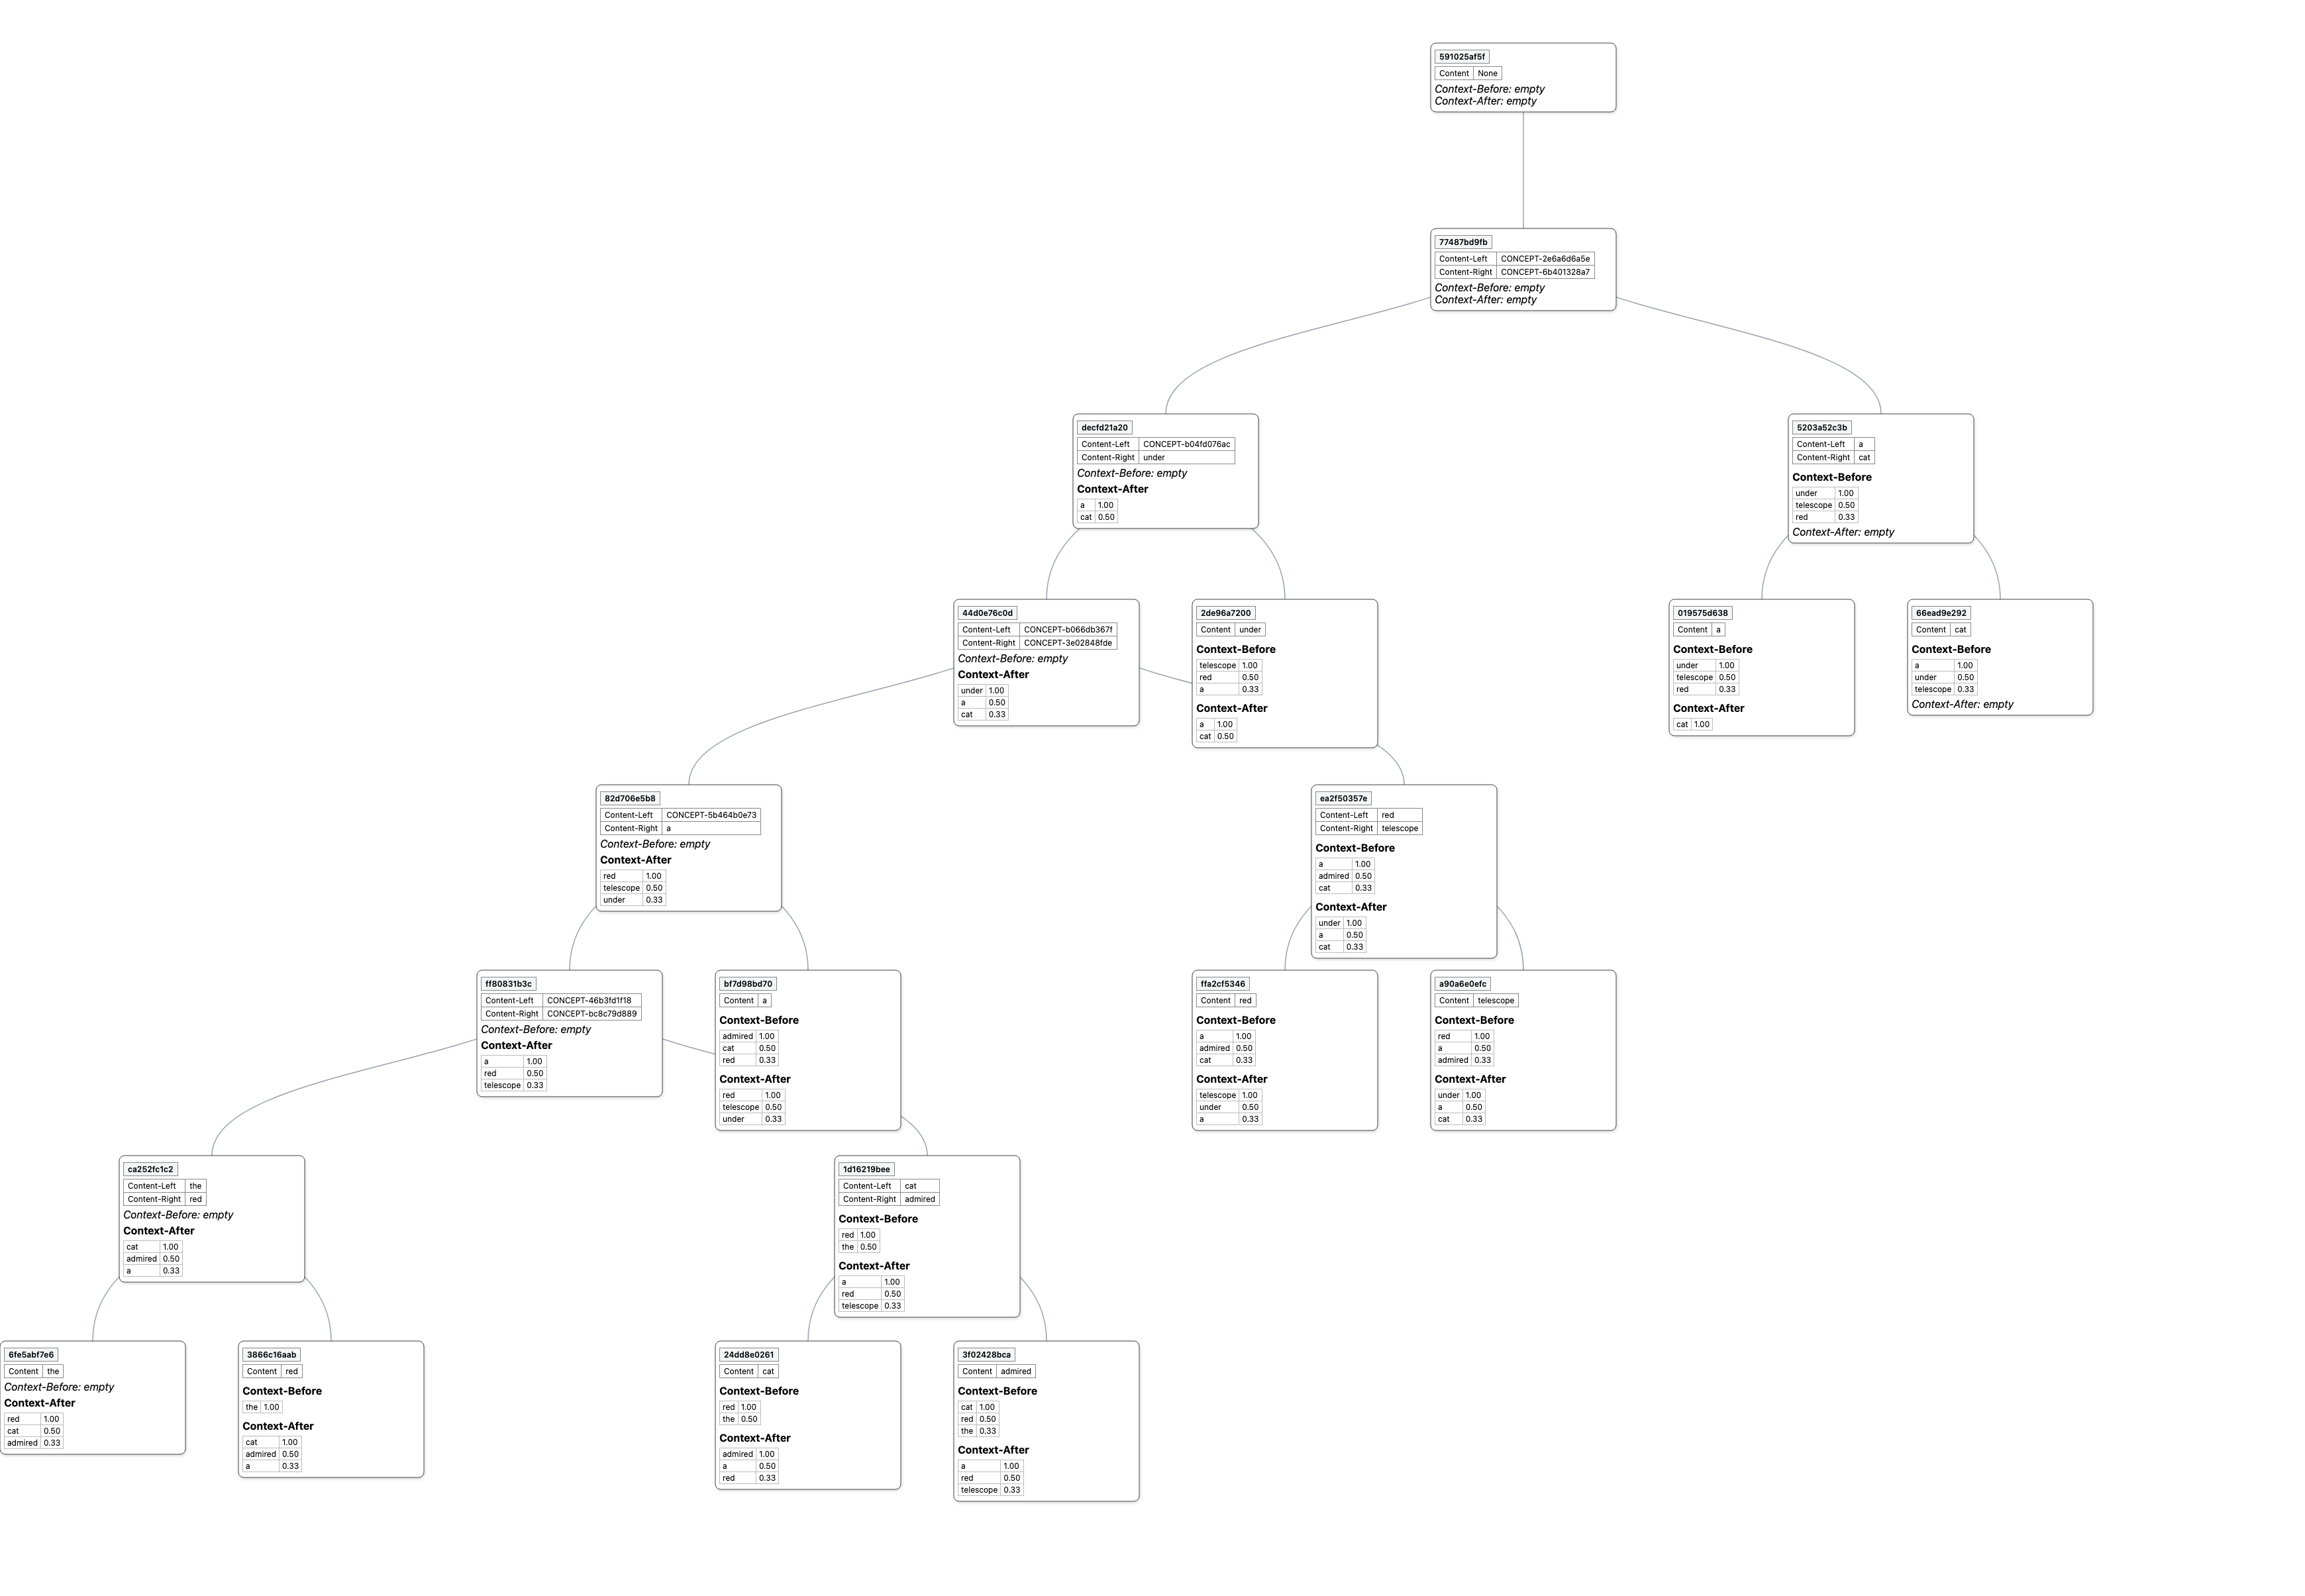 591025af5f
Content None
Context-Before: empty
Context-After: empty
77487bd9fb
Content-Left CONCEPT-2e6a6d6a5e
Content-Right CONCEPT-6b401328a7
Context-Before: empty
Context-After: empty
decfd21a20
Content-Left CONCEPT-b04fd076ac
Content-Right under
Context-Before: empty
Context-After
a 1.00
cat 0.50
5203a52c3b
Content-Left a
Content-Right cat
Context-Before
under 1.00
telescope 0.50
red 0.33
Context-After: empty
44d0e76c0d
Content-Left CONCEPT-b066db367f
Content-Right CONCEPT-3e02848fde
Context-Before: empty
Context-After
under 1.00
a 0.50
cat 0.33
2de96a7200
Content under
Context-Before
telescope 1.00
red 0.50
a 0.33
Context-After
a 1.00
cat 0.50
019575d638
Content a
Context-Before
under 1.00
telescope 0.50
red 0.33
Context-After
cat 1.00
66ead9e292
Content cat
Context-Before
a 1.00
under 0.50
telescope 0.33
Context-After: empty
82d706e5b8
Content-Left CONCEPT-5b464b0e73
Content-Right a
Context-Before: empty
Context-After
red 1.00
telescope 0.50
under 0.33
ea2f50357e
Content-Left red
Content-Right telescope
Context-Before
a 1.00
admired 0.50
cat 0.33
Context-After
under 1.00
a 0.50
cat 0.33
ff80831b3c
Content-Left CONCEPT-46b3fd1f18
Content-Right CONCEPT-bc8c79d889
Context-Before: empty
Context-After
a 1.00
red 0.50
telescope 0.33
bf7d98bd70
Content a
Context-Before
admired 1.00
cat 0.50
red 0.33
Context-After
red 1.00
telescope 0.50
under 0.33
ffa2cf5346
Content red
Context-Before
a 1.00
admired 0.50
cat 0.33
Context-After
telescope 1.00
under 0.50
a 0.33
a90a6e0efc
Content telescope
Context-Before
red 1.00
a 0.50
admired 0.33
Context-After
under 1.00
a 0.50
cat 0.33
ca252fc1c2
Content-Left the
Content-Right red
Context-Before: empty
Context-After
cat 1.00
admired 0.50
a 0.33
1d16219bee
Content-Left cat
Content-Right admired
Context-Before
red 1.00
the 0.50
Context-After
a 1.00
red 0.50
telescope 0.33
6fe5abf7e6
Content the
Context-Before: empty
Context-After
red 1.00
cat 0.50
admired 0.33
3866c16aab
Content red
Context-Before
the 1.00
Context-After
cat 1.00
admired 0.50
a 0.33
24dd8e0261
Content cat
Context-Before
red 1.00
the 0.50
Context-After
admired 1.00
a 0.50
red 0.33
3f02428bca
Content admired
Context-Before
cat 1.00
red 0.50
the 0.33
Context-After
a 1.00
red 0.50
telescope 0.33